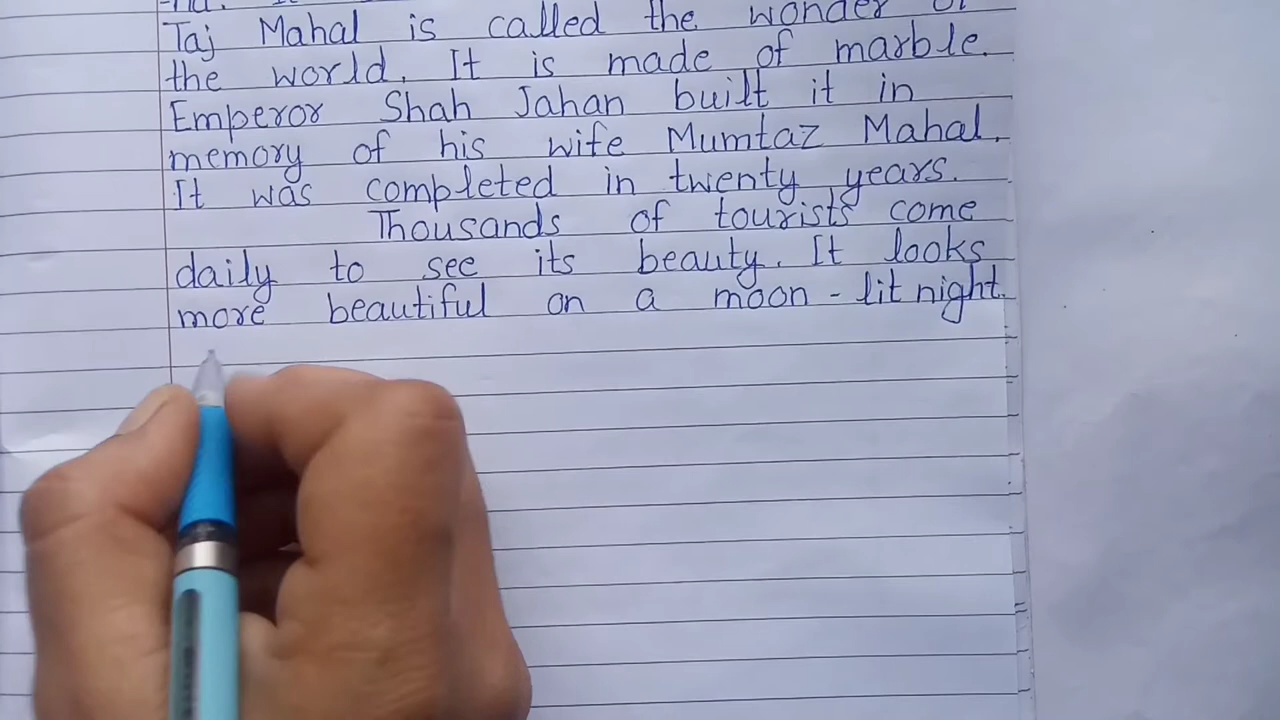 Taj Mahal is called the wonder of
the world. It is made of marble.
Emperor Shah Jahan built it in
memory of his wife Mumtaz Mahal.
It was completed in twenty years.
Thousands of tourists come
daily to see its beauty. It looks
more beautiful on a moon-lit night.